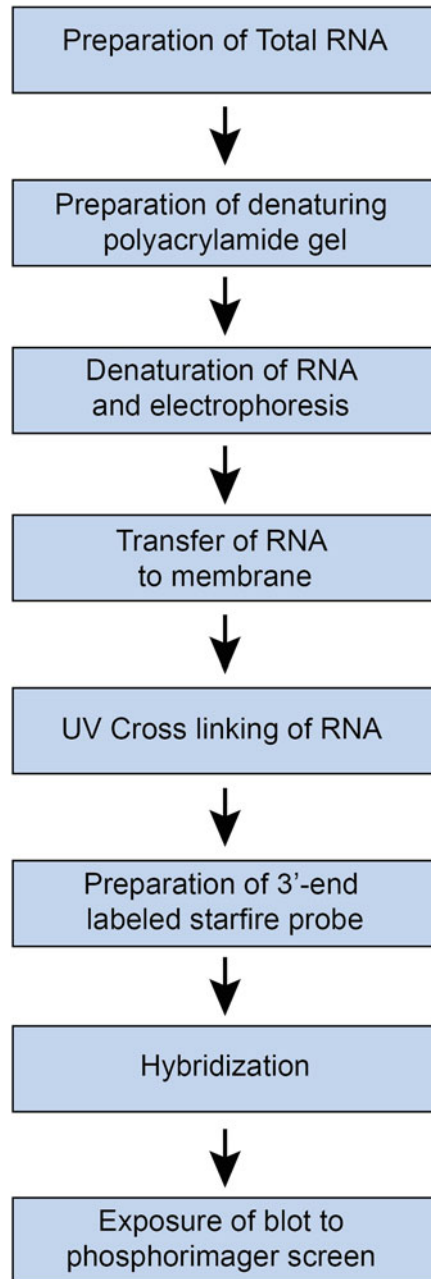 Preparation of Total RNA
Preparation of denaturing
polyacrylamide gel
Denaturation of RNA
and electrophoresis
Transfer of RNA
to membrane
UV Cross linking of RNA
Preparation of 3’-end
labeled starfire probe
Hybridization
Exposure of blot to
phosphorimager screen